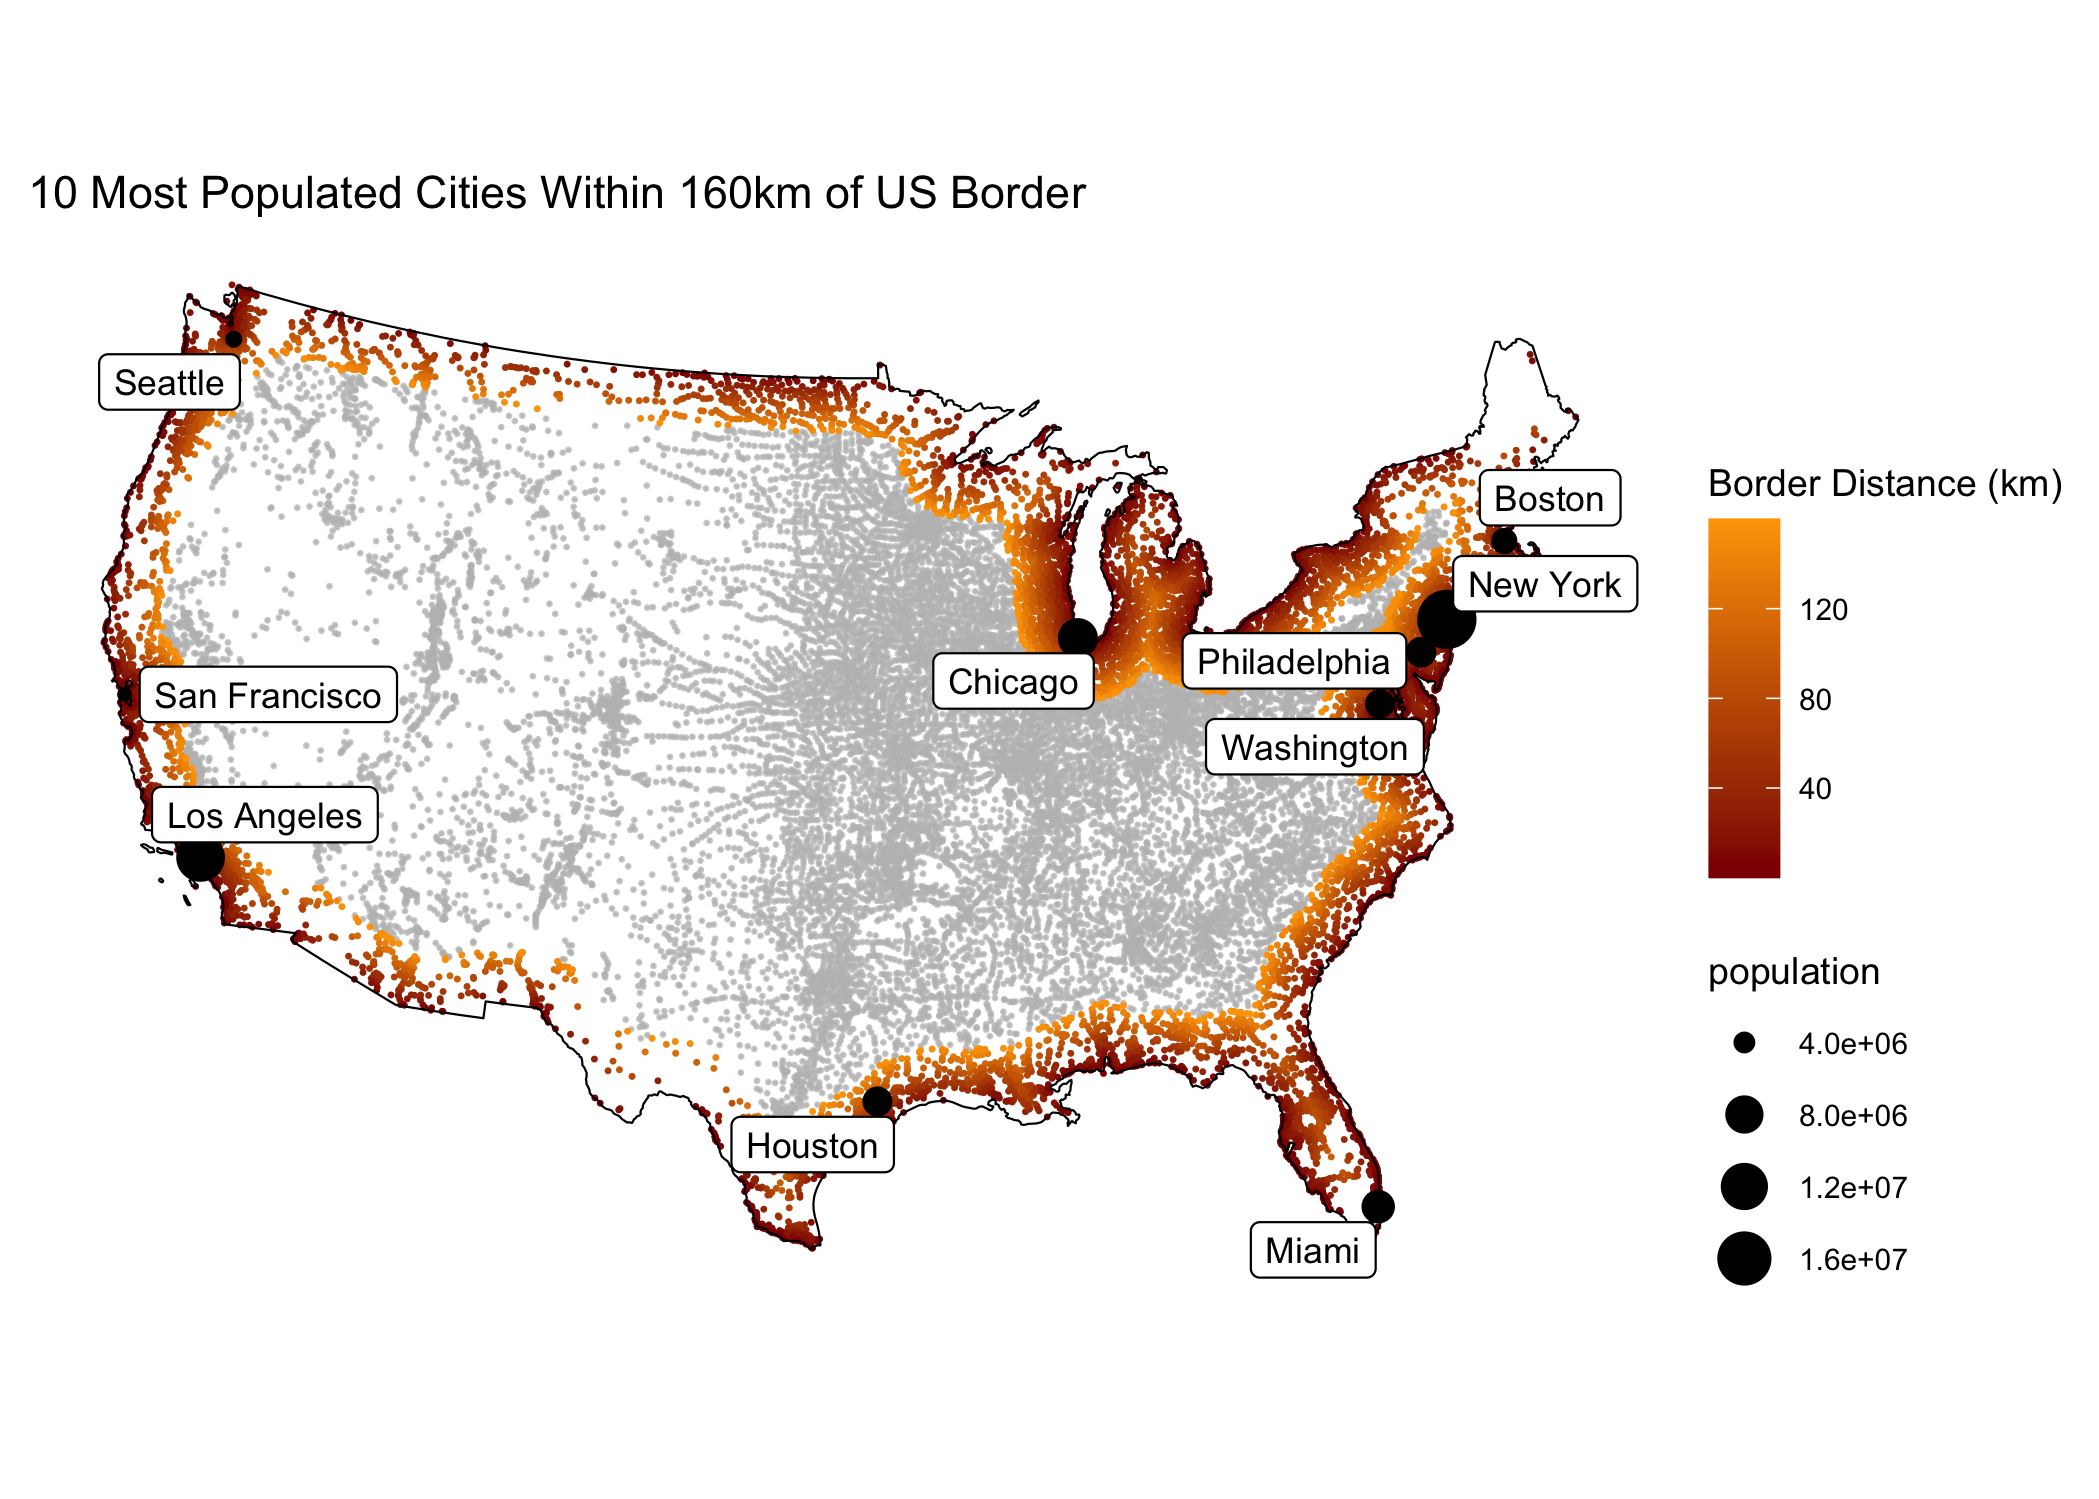 10 Most Populated Cities Within 160km of US Border
Seattle
Boston
New York
Philadelphia
Chicago
San Francisco
Washington
Los Angeles
Houston
Miami
Border Distance (km)
120
80
40
population
4.0e+06
8.0e+06
1.2e+07
1.6e+07